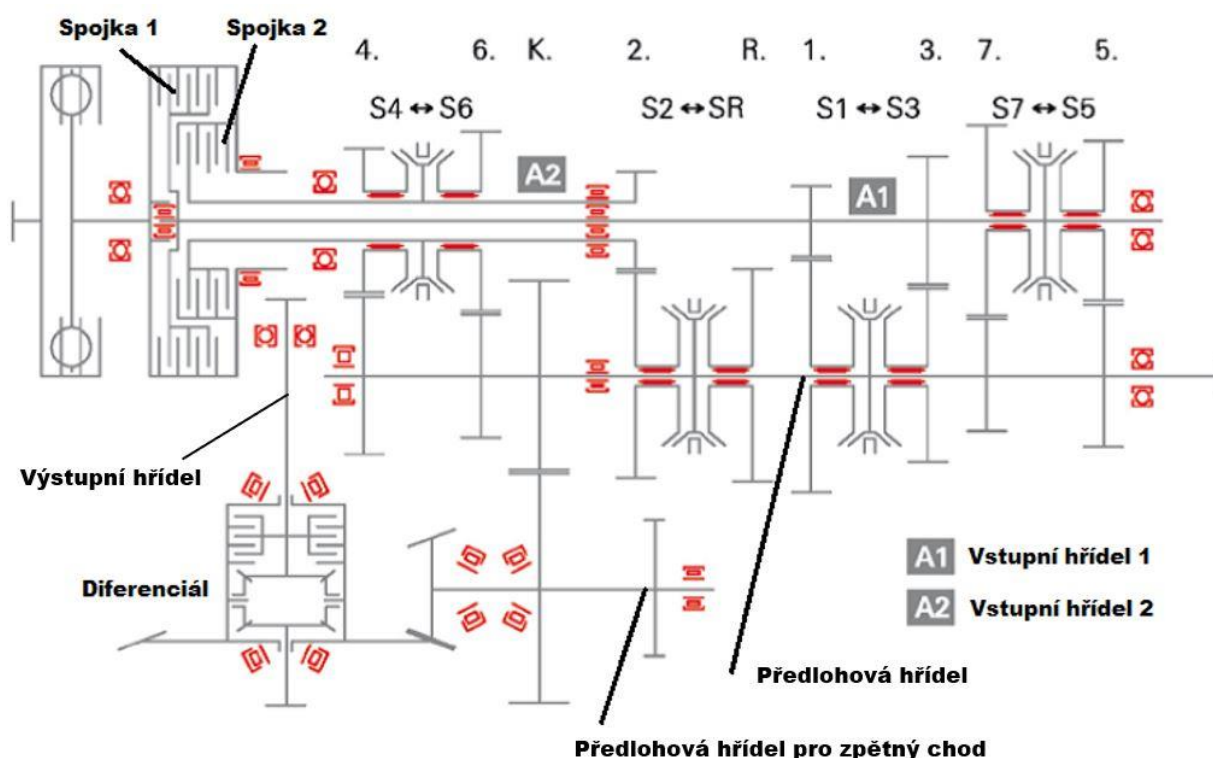 Spojka 1
Spojka 2
4. 6. K. 2. R. 1. 3. 7. 5.
S4 ↔ S6 S2 ↔ SR S1 ↔ S3 S7 ↔ S5
A2
A1
Výstupní hřídel
Diferenciál
A1 Vstupní hřídel 1
A2 Vstupní hřídel 2
Předlohová hřídel
Předlohová hřídel pro zpětný chod